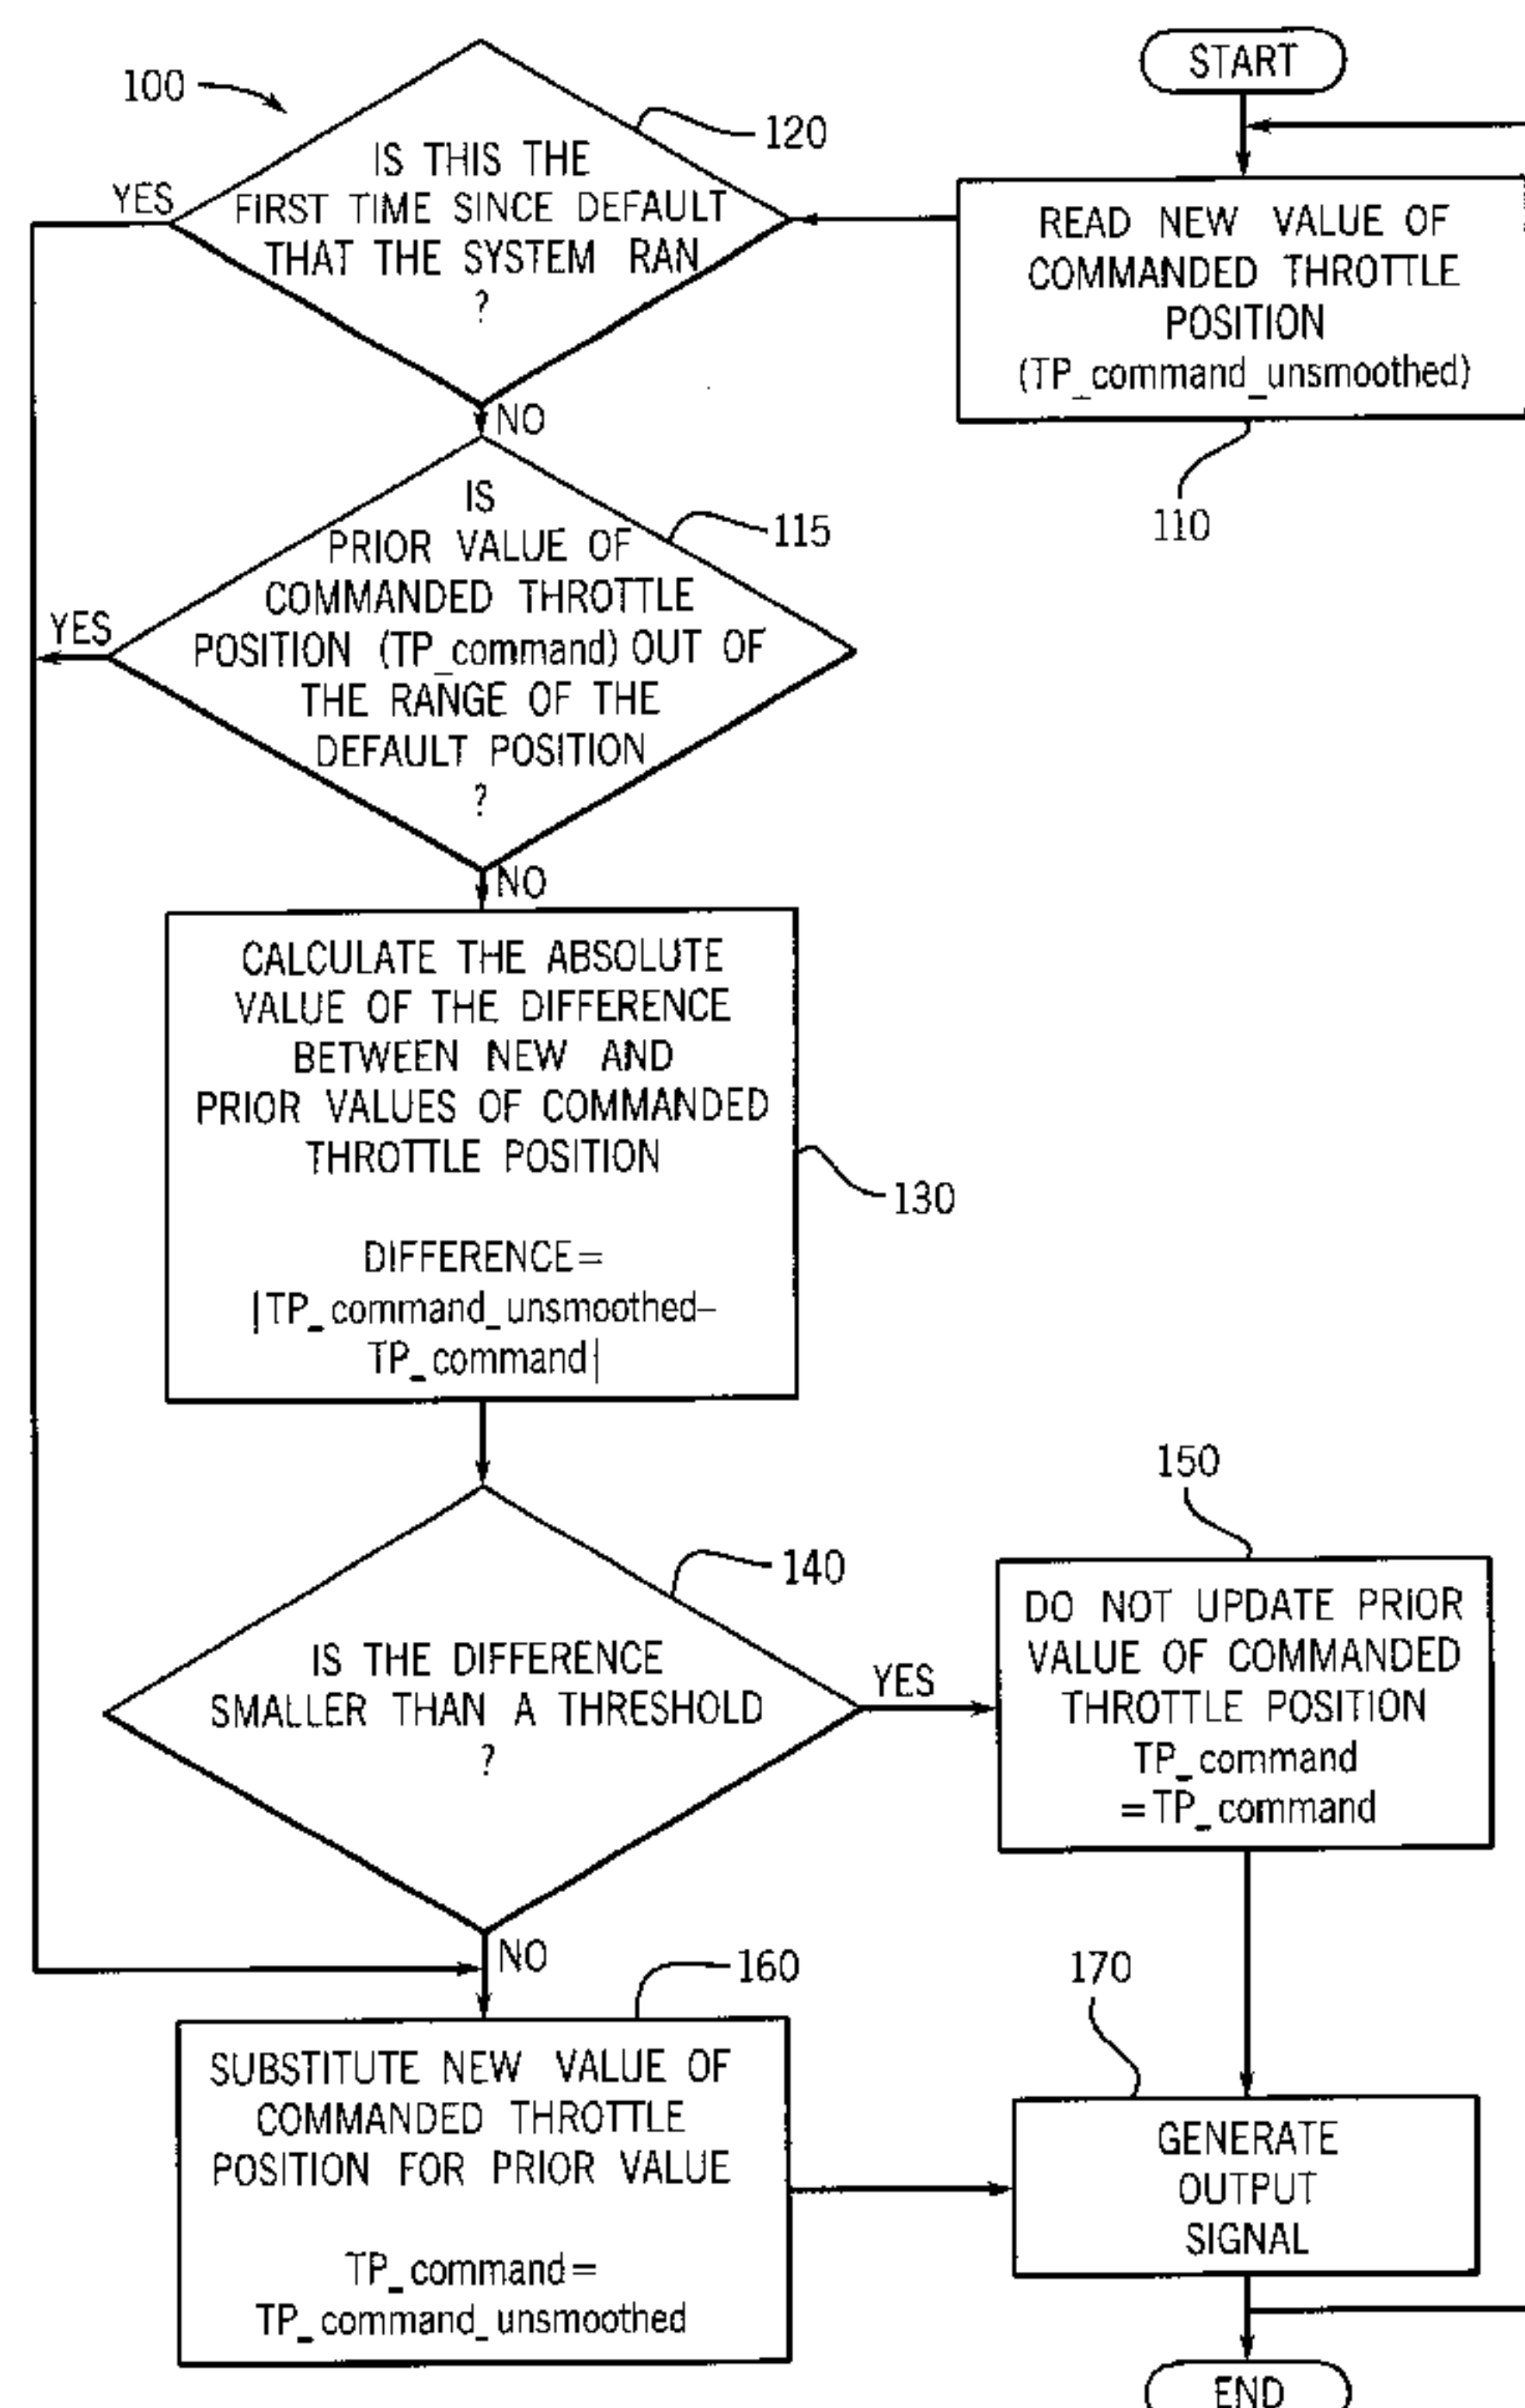 START
READ NEW VALUE OF
COMMANDED THROTTLE
POSITION
(TP_command_unsmoothed)
110
100
120
IS THIS THE
FIRST TIME SINCE DEFAULT
THAT THE SYSTEM RAN
?
YES
NO
115
IS
PRIOR VALUE OF
COMMANDED THROTTLE
POSITION (TP_command) OUT OF
THE RANGE OF THE
DEFAULT POSITION
?
YES
NO
CALCULATE THE ABSOLUTE
VALUE OF THE DIFFERENCE
BETWEEN NEW AND
PRIOR VALUES OF COMMANDED
THROTTLE POSITION
DIFFERENCE=
|TP_command_unsmoothed–
TP_command|
130
140
IS THE DIFFERENCE
SMALLER THAN A THRESHOLD
?
YES
NO
150
DO NOT UPDATE PRIOR
VALUE OF COMMANDED
THROTTLE POSITION
TP_command
=TP_command
160
SUBSTITUTE NEW VALUE OF
COMMANDED THROTTLE
POSITION FOR PRIOR VALUE
TP_command=
TP_command_unsmoothed
170
GENERATE
OUTPUT
SIGNAL
END